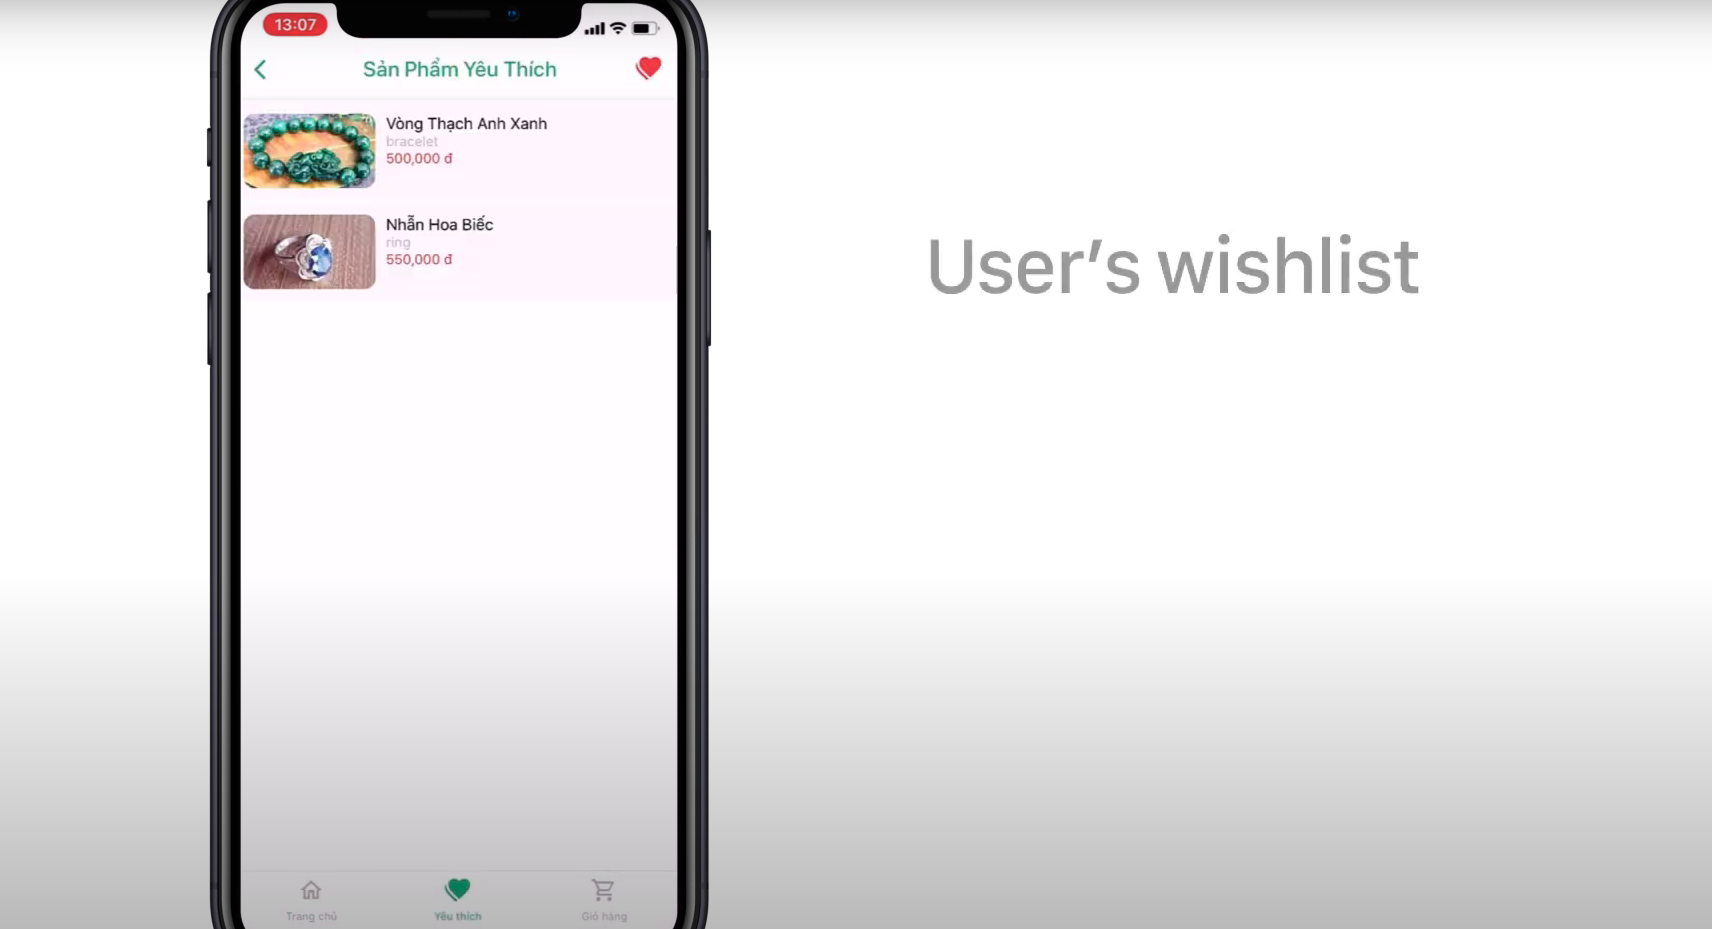 13:07
Sản Phẩm Yêu Thích
Vòng Thạch Anh Xanh
bracelet
500,000 đ
Nhẫn Hoa Biếc
ring
550,000 đ
User’s wishlist
Trang chủ
Yêu thích
Giỏ hàng